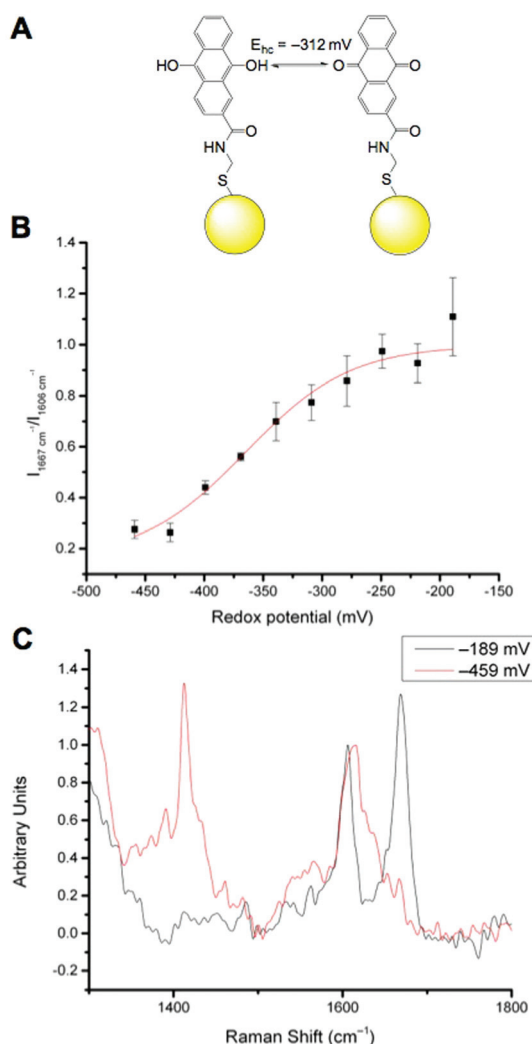 A
E_hc = −312 mV
HO OH O O
O O
HN HN
S S
B
1.4
1.2
1.0
0.8
0.6
0.4
0.2
I_1667 cm⁻¹/I_1606 cm⁻¹
-500 -450 -400 -350 -300 -250 -200 -150
Redox potential (mV)
C
−189 mV
−459 mV
1.4
1.2
1.0
0.8
0.6
0.4
0.2
0.0
-0.2
Arbitrary Units
1400 1600 1800
Raman Shift (cm⁻¹)